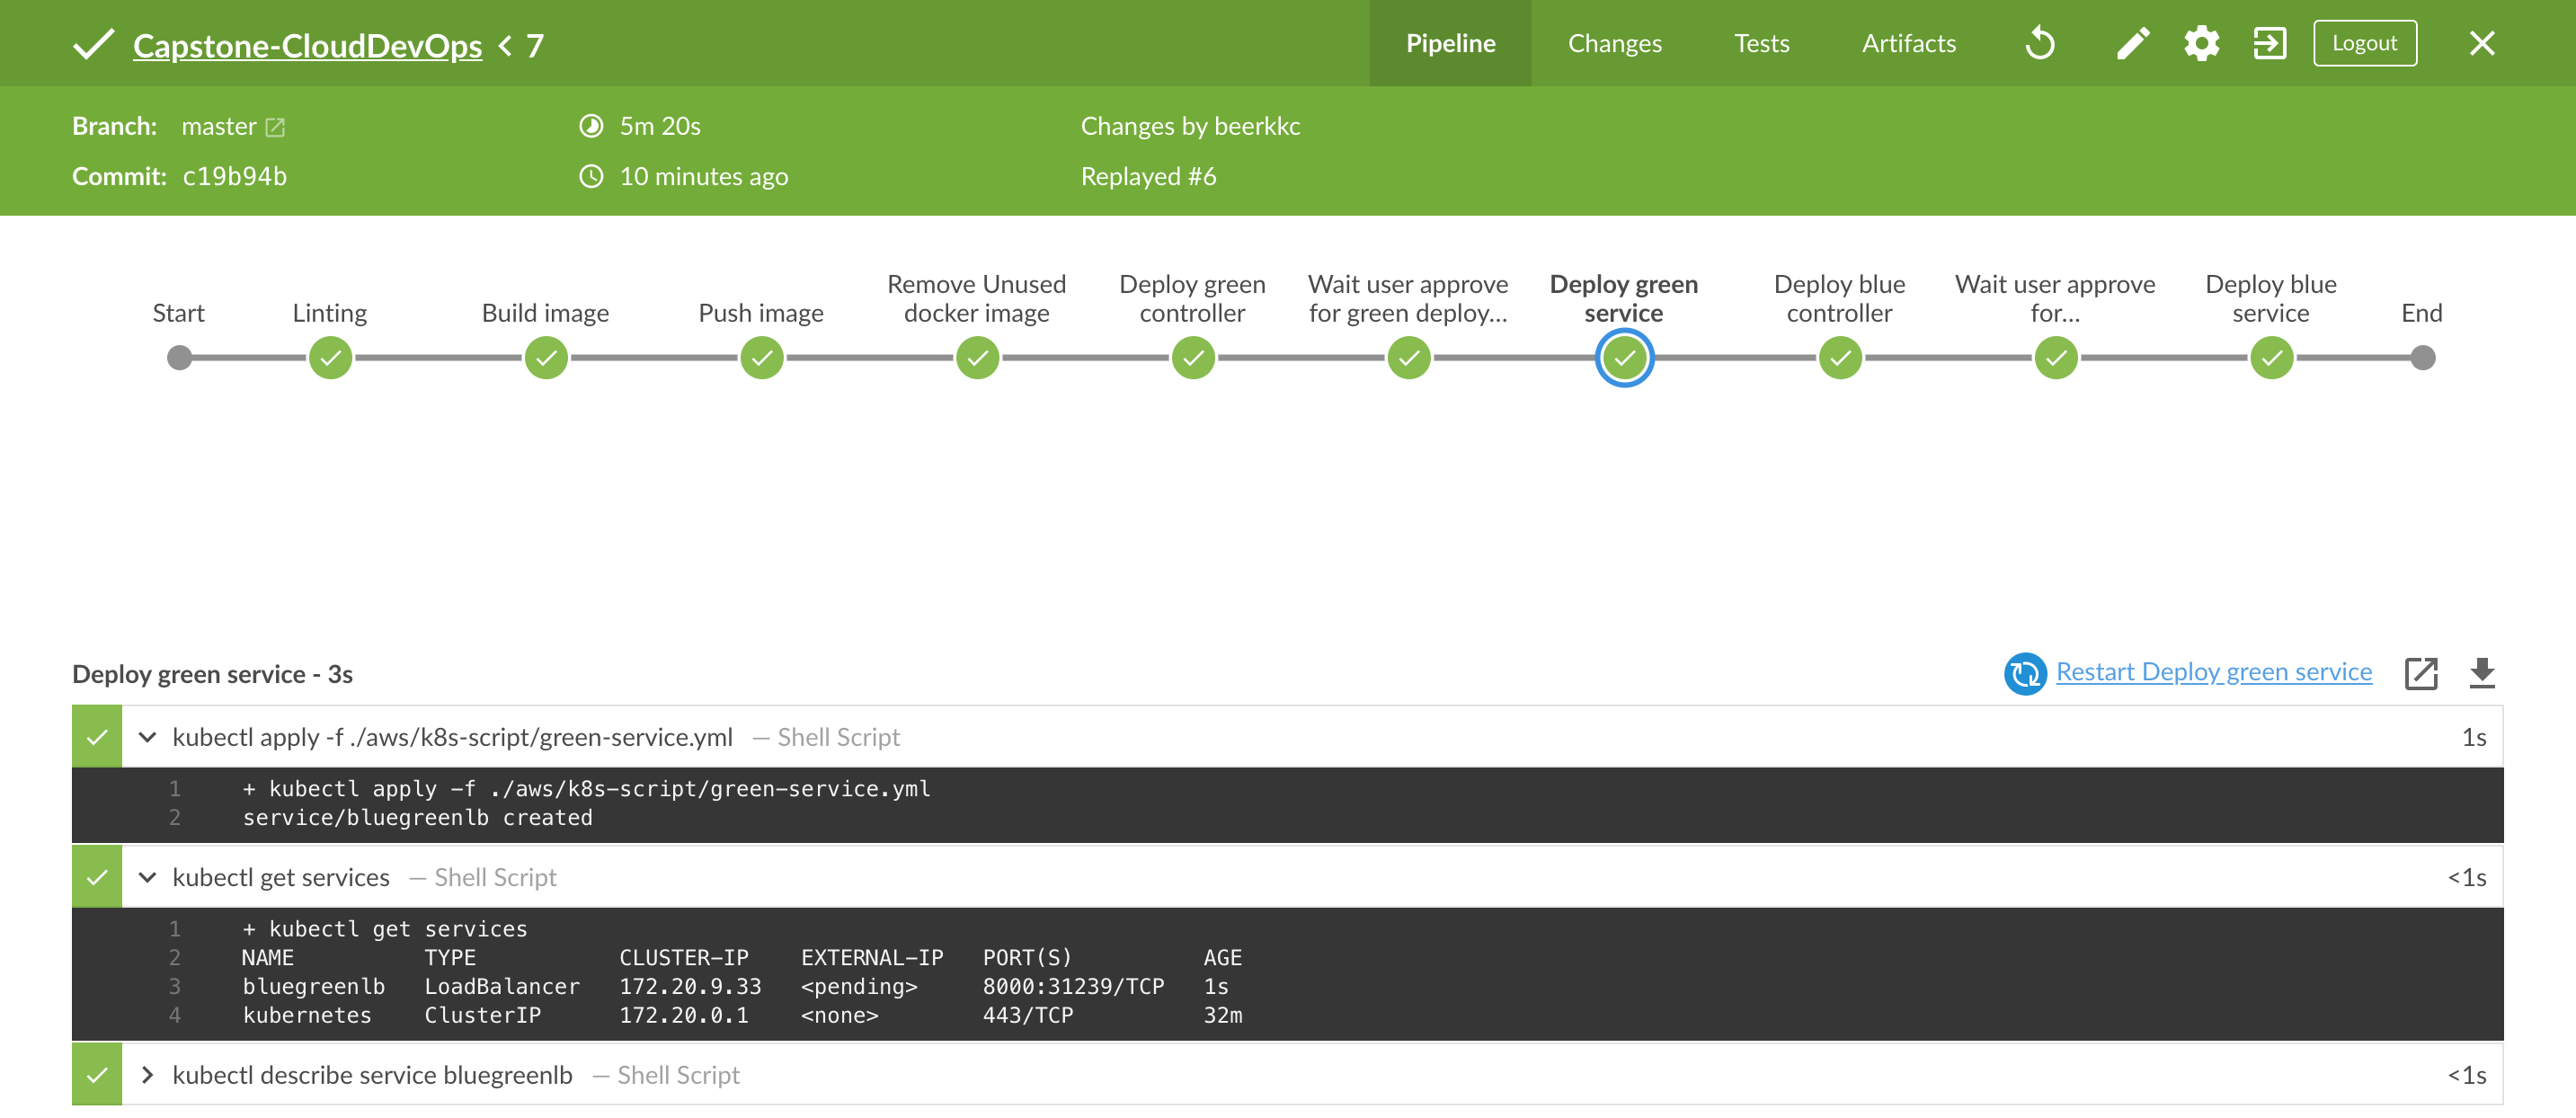 Capstone-CloudDevOps < 7
Pipeline Changes Tests Artifacts Logout
Branch: master 5m 20s Changes by beerkkc
Commit: c19b94b 10 minutes ago Replayed #6
Start
Linting
Build image
Push image
Remove Unused
docker image
Deploy green
controller
Wait user approve
for green deploy...
Deploy green
service
Deploy blue
controller
Wait user approve
for...
Deploy blue
service
End
Deploy green service - 3s Restart Deploy green service
kubectl apply -f ./aws/k8s-script/green-service.yml — Shell Script 1s
1 + kubectl apply -f ./aws/k8s-script/green-service.yml
2 service/bluegreenlb created
kubectl get services — Shell Script <1s
1 + kubectl get services
2 NAME TYPE CLUSTER-IP EXTERNAL-IP PORT(S) AGE
3 bluegreenlb LoadBalancer 172.20.9.33 <pending> 8000:31239/TCP 1s
4 kubernetes ClusterIP 172.20.0.1 <none> 443/TCP 32m
kubectl describe service bluegreenlb — Shell Script <1s